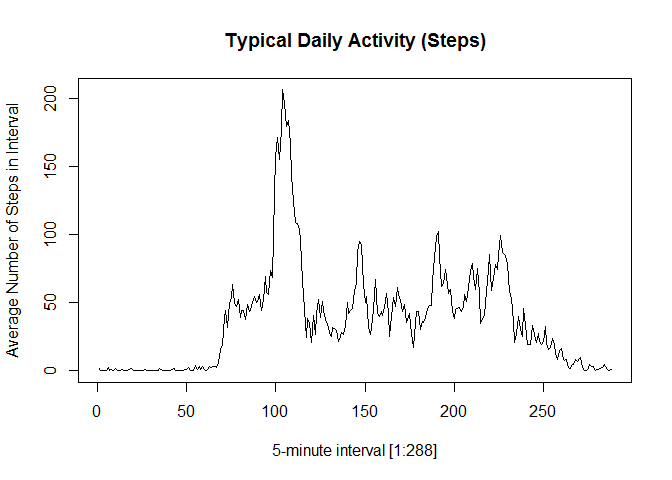 Typical Daily Activity (Steps)
Average Number of Steps in Interval
200
150
100
50
0
0 50 100 150 200 250
5-minute interval [1:288]